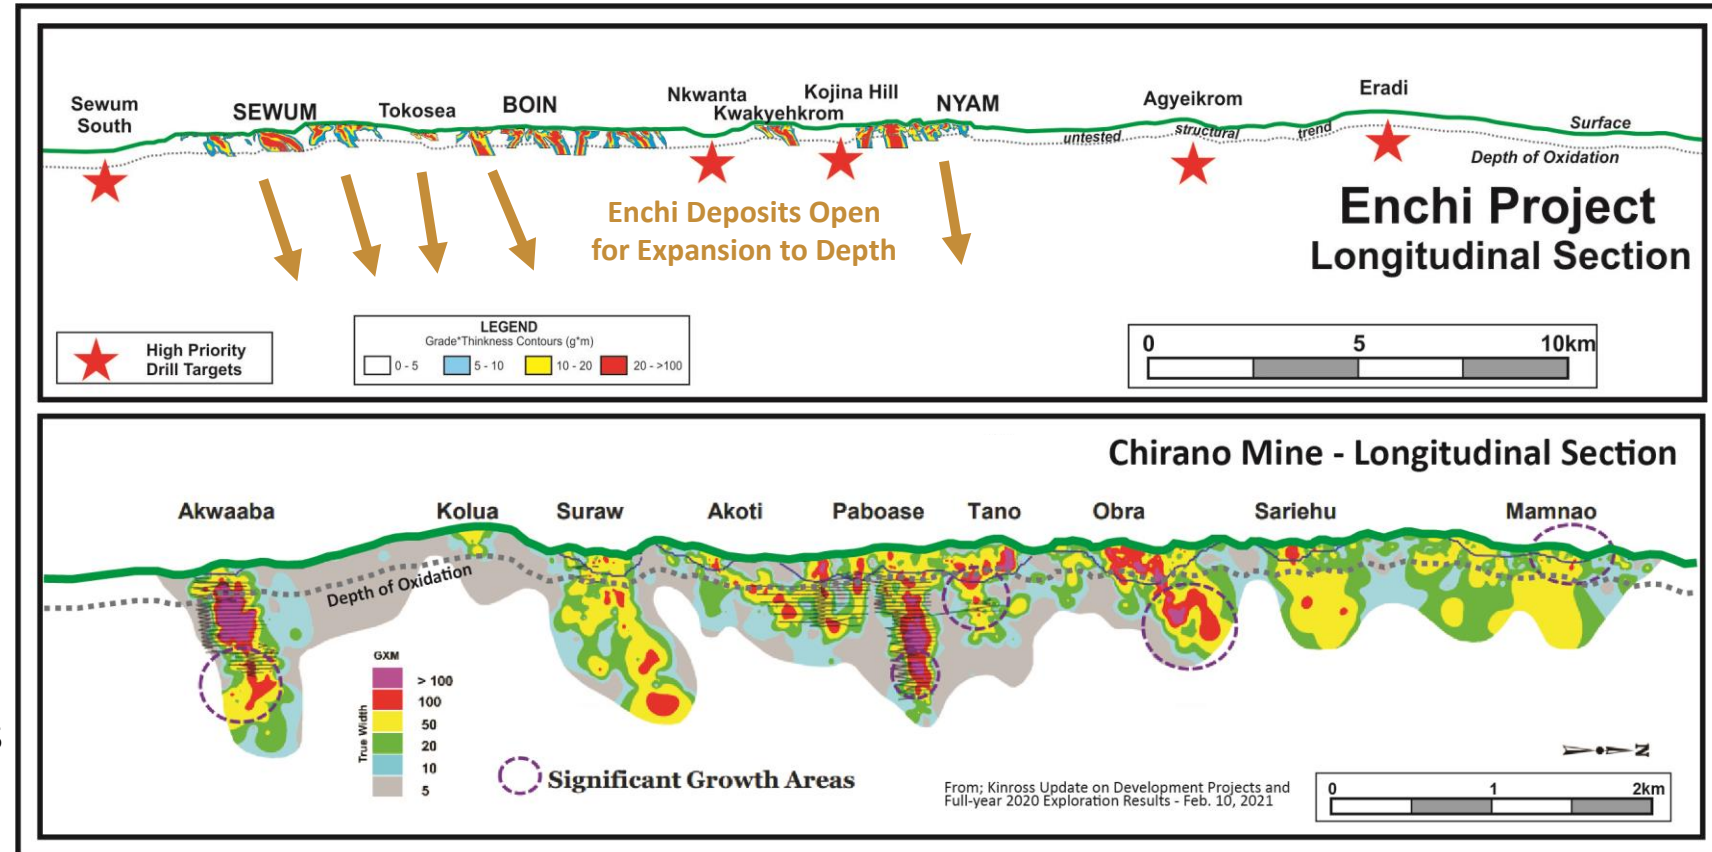 Sewum
South
SEWUM
Tokosea
BOIN
Nkwanta
Kwakyehkrom
Kojina Hill
NYAM
Agyeikrom
Eradi
untested structural trend
Surface
Depth of Oxidation
Enchi Deposits Open
for Expansion to Depth
Enchi Project
Longitudinal Section
High Priority
Drill Targets
LEGEND
Grade*Thinkness Contours (g*m)
0 - 5 5 - 10 10 - 20 20 - >100
0 5 10km
Chirano Mine - Longitudinal Section
Akwaaba Kolua Suraw Akoti Paboase Tano Obra Sariehu Mamnao
Depth of Oxidation
GXM
True Width
> 100
100
50
20
10
5
Significant Growth Areas
From; Kinross Update on Development Projects and
Full-year 2020 Exploration Results - Feb. 10, 2021
N
0 1 2km